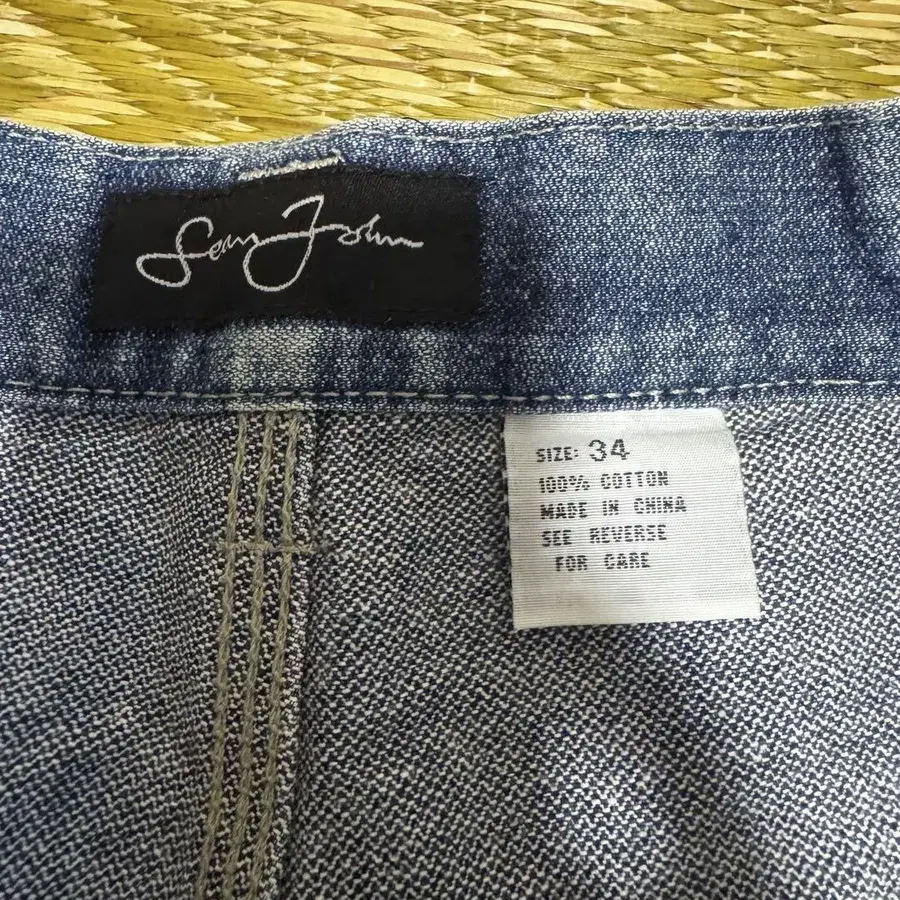 Sean John
SIZE: 34
100% COTTON
MADE IN CHINA
SEE REVERSE
FOR CARE